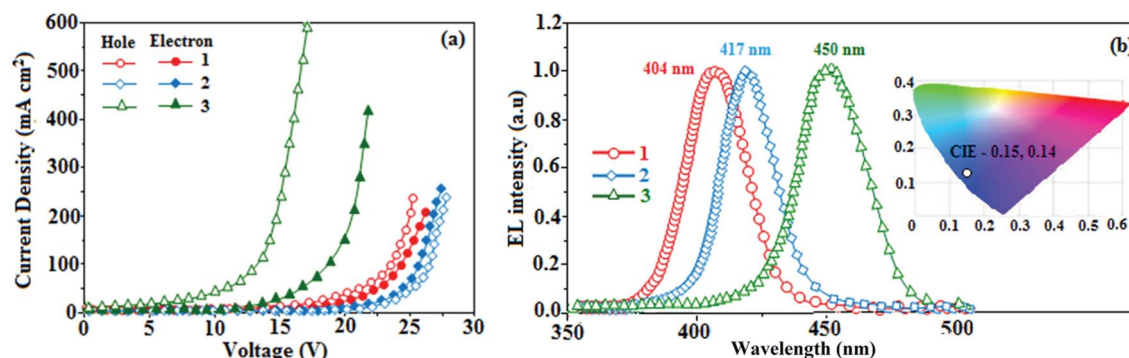 (a)
Hole Electron
1
2
3
Current Density (mA cm²)
600
500
400
300
200
100
0
0 5 10 15 20 25 30
Voltage (V)
(b)
404 nm
417 nm
450 nm
1
2
3
EL intensity (a.u)
1.2
1.0
0.8
0.6
0.4
0.2
0.0
350 400 450 500
Wavelength (nm)
CIE - 0.15, 0.14
0.4
0.3
0.2
0.1
0
0 0.1 0.2 0.3 0.4 0.5 0.6